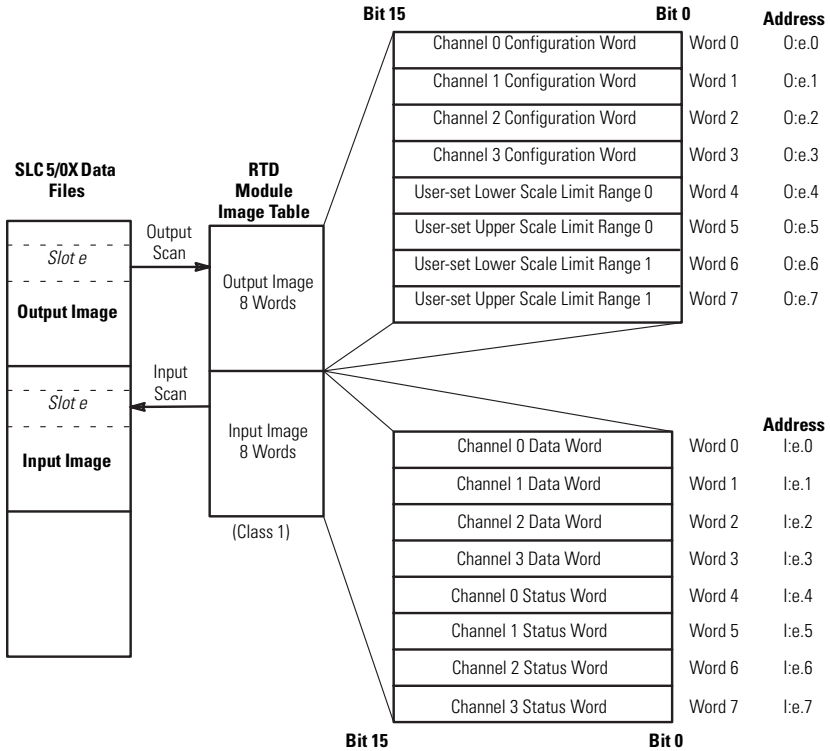 Bit 15 Bit 0 Address
Channel 0 Configuration Word Word 0 O:e.0
Channel 1 Configuration Word Word 1 O:e.1
Channel 2 Configuration Word Word 2 O:e.2
Channel 3 Configuration Word Word 3 O:e.3
User-set Lower Scale Limit Range 0 Word 4 O:e.4
User-set Upper Scale Limit Range 0 Word 5 O:e.5
User-set Lower Scale Limit Range 1 Word 6 O:e.6
User-set Upper Scale Limit Range 1 Word 7 O:e.7
SLC 5/0X Data
Files
RTD
Module
Image Table
Slot e
Output
Scan
Output Image
Output Image
8 Words
Input
Scan
Slot e
Input Image
Input Image
8 Words
(Class 1)
Address
Channel 0 Data Word Word 0 I:e.0
Channel 1 Data Word Word 1 I:e.1
Channel 2 Data Word Word 2 I:e.2
Channel 3 Data Word Word 3 I:e.3
Channel 0 Status Word Word 4 I:e.4
Channel 1 Status Word Word 5 I:e.5
Channel 2 Status Word Word 6 I:e.6
Channel 3 Status Word Word 7 I:e.7
Bit 15 Bit 0